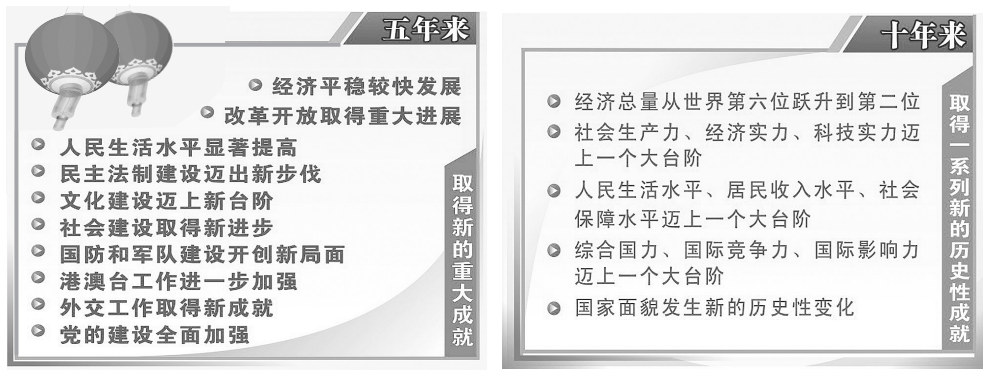 五年来
经济平稳较快发展
改革开放取得重大进展
人民生活水平显著提高
民主法制建设迈出新步伐
文化建设迈上新台阶
社会建设取得新进步
国防和军队建设开创新局面
港澳台工作进一步加强
外交工作取得新成就
党的建设全面加强
取得新的重大成就
十年来
经济总量从世界第六位跃升到第二位
社会生产力、经济实力、科技实力迈
上一个大台阶
人民生活水平、居民收入水平、社会
保障水平迈上一个大台阶
综合国力、国际竞争力、国际影响力
迈上一个大台阶
国家面貌发生新的历史性变化
取得一系列新的历史性成就